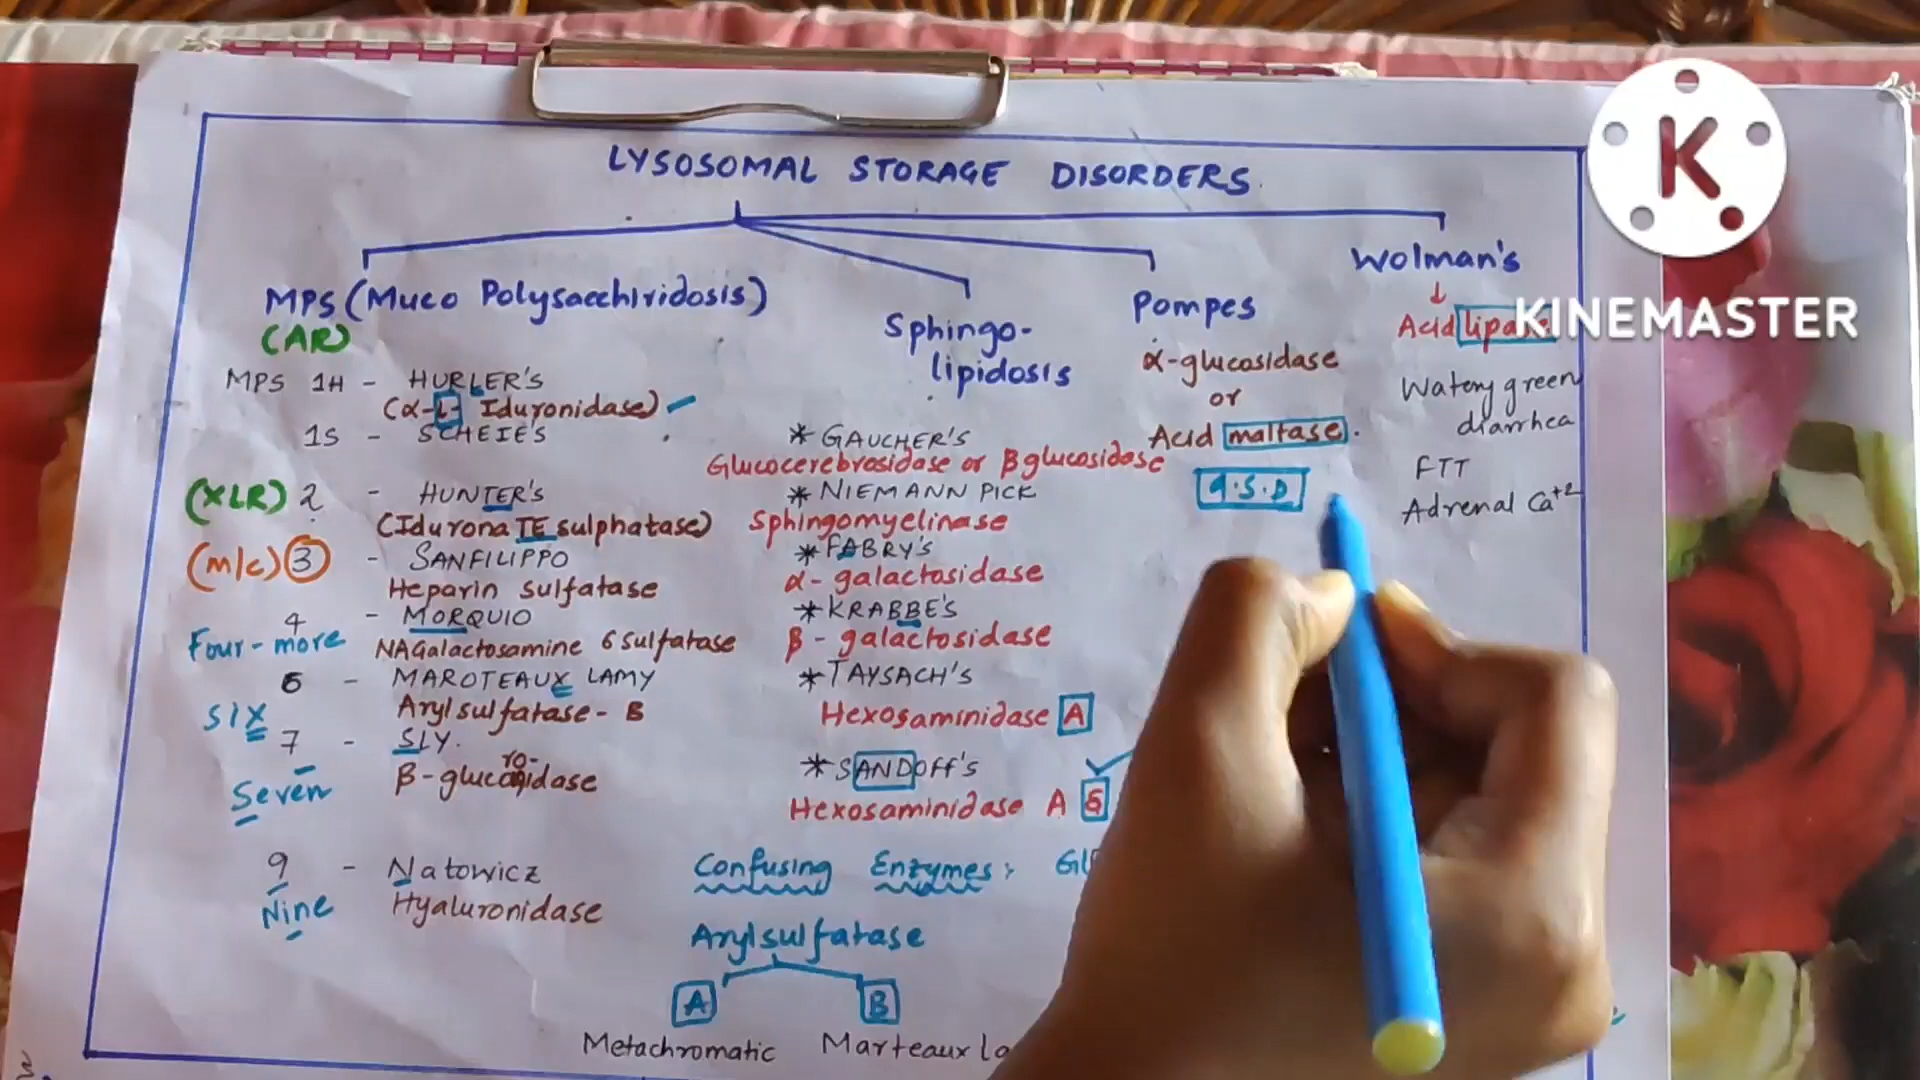 LYSOSOMAL STORAGE DISORDERS
MPS (Muco Polysacchiridosis)
(AR)
MPS 1H - HURLER'S
(α-L- Iduronidase)
1S - SCHEIE'S
(XLR) 2 - HUNTER'S
(Idurona TE sulphatase)
(m/c) 3 - SANFILIPPO
Heparin sulfatase
4 - MORQUIO
Four-more NAGalactosamine 6 sulfatase
6 - MAROTEAUX LAMY
SIX Arylsulfatase - B
7 - SLY.
Seven β-glucoronidase
9 - Natowicz
Nine Hyaluronidase
Sphingo-
lipidosis
* GAUCHER'S
Glucocerebrosidase or β glucosidase
* NIEMANN PICK
Sphingomyelinase
* FABRY'S
α - galactosidase
* KRABBE'S
β - galactosidase
* TAYSACH'S
Hexosaminidase A
* SANDOFF'S
Hexosaminidase A
Confusing Enzymes:
Arylsulfatase
A B
Metachromatic Marteaux
Pompes
α-glucosidase
or
Acid maltase.
G.S.D
Wolman's
Acid lipase
Watery green
diarrhea
FTT
Adrenal Ca+2
K
KINEMASTER